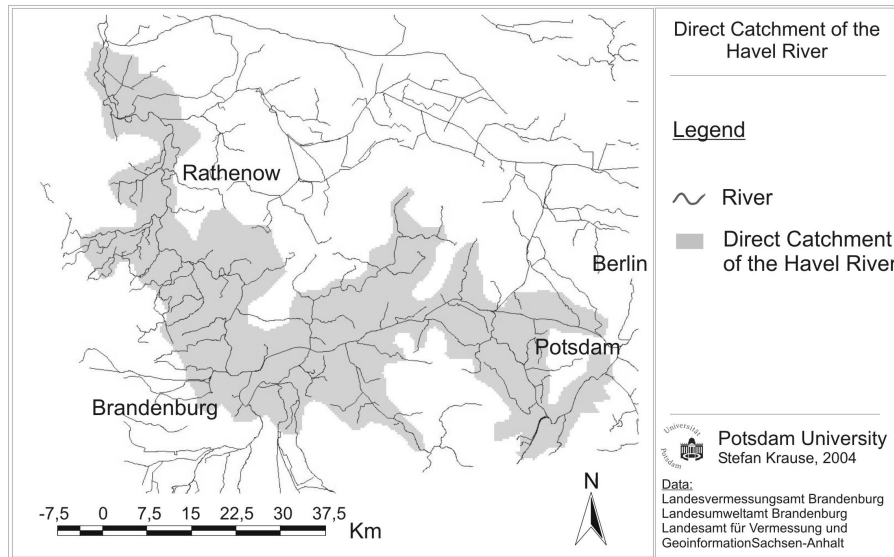 Direct Catchment of the
Havel River
Legend
River
Direct Catchment
of the Havel River
Rathenow
Berlin
Potsdam
Brandenburg
N
-7,5 0 7,5 15 22,5 30 37,5
Km
Universität
Potsdam
Potsdam University
Stefan Krause, 2004
Data:
Landesvermessungsamt Brandenburg
Landesumweltamt Brandenburg
Landesamt für Vermessung und
GeoinformationSachsen-Anhalt